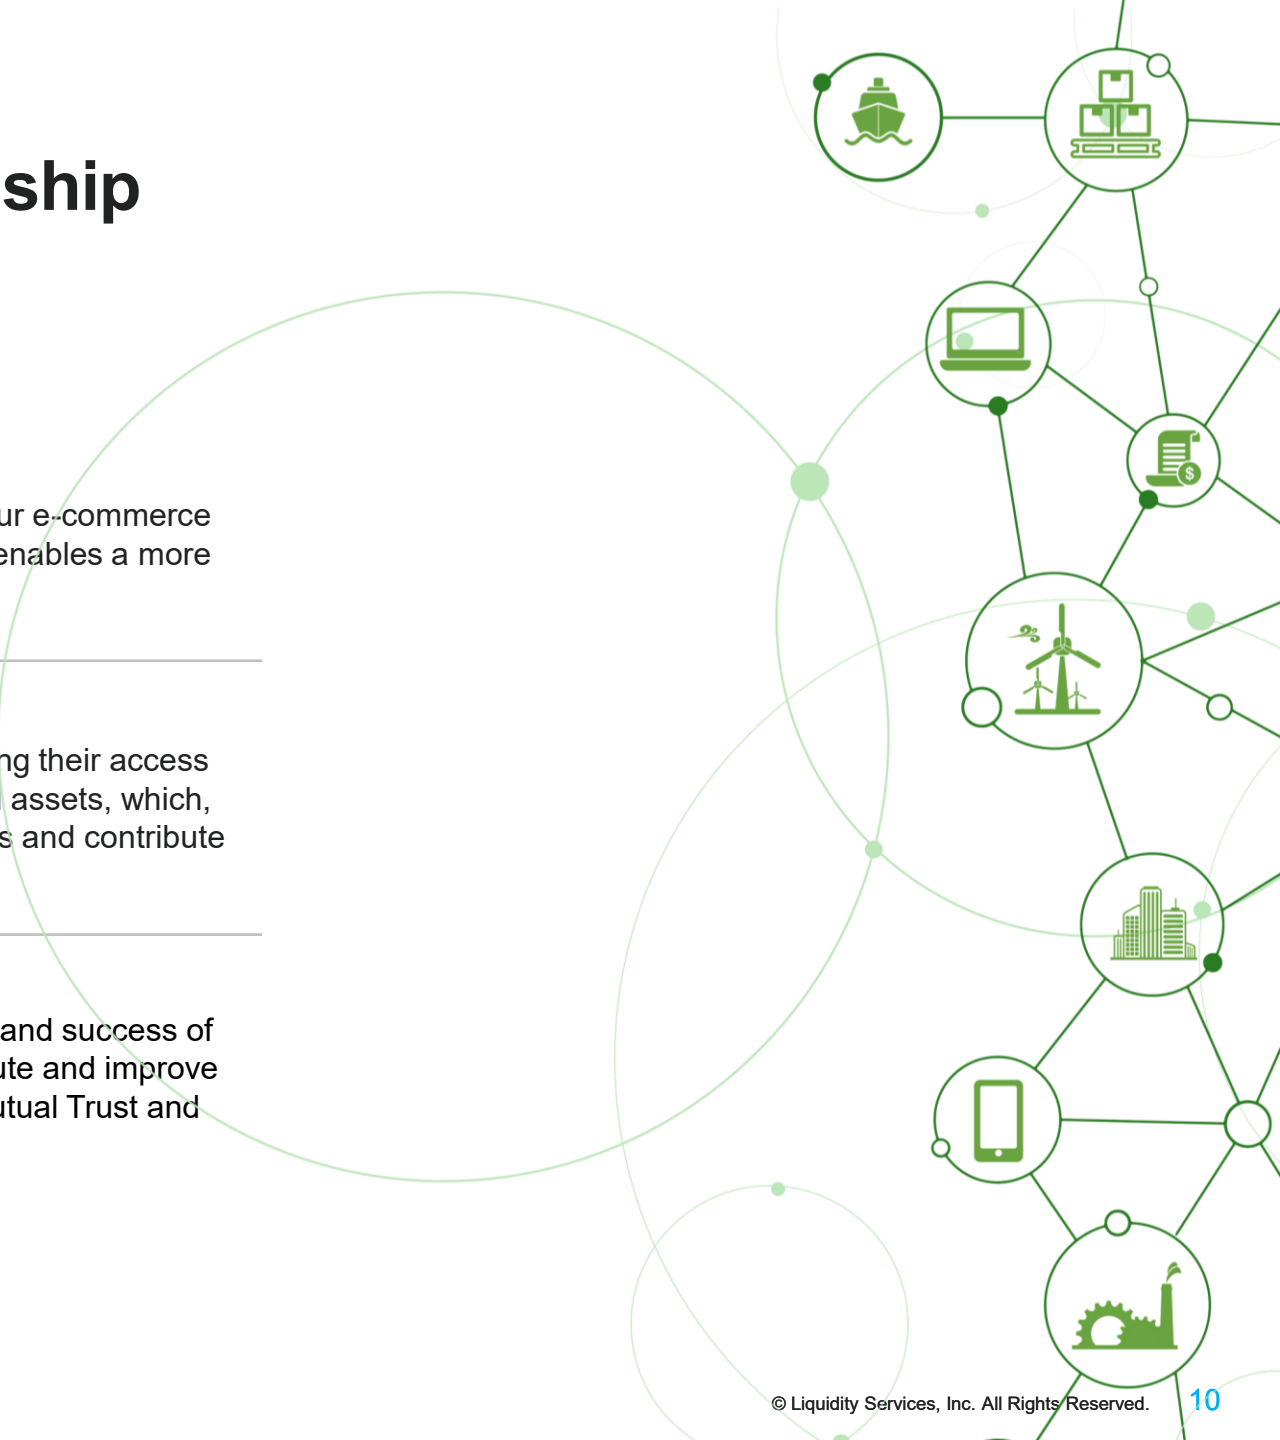 ship
ur e-commerce
enables a more
ng their access
assets, which,
s and contribute
and success of
ute and improve
utual Trust and
$
© Liquidity Services, Inc. All Rights Reserved. 10